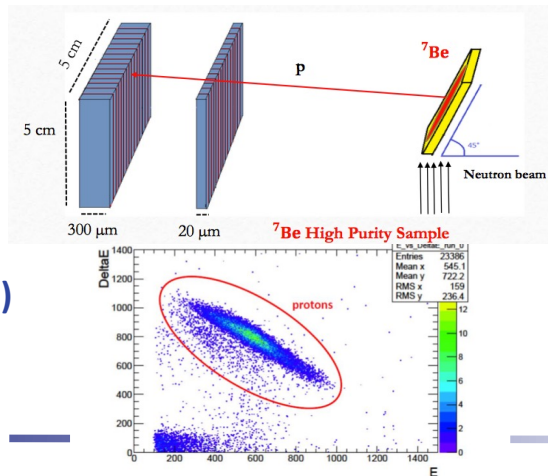 5 cm
5 cm
300 μm
20 μm
p
⁷Be
45°
Neutron beam
⁷Be High Purity Sample
)
E_vs_DeltaE_run_0
Entries 23386
Mean x 545.1
Mean y 722.2
RMS x 159
RMS y 236.4
DeltaE
1400
1200
1000
800
600
400
200
0
protons
12
10
8
6
4
2
0
0 200 400 600 800 1000 1200 1400
E